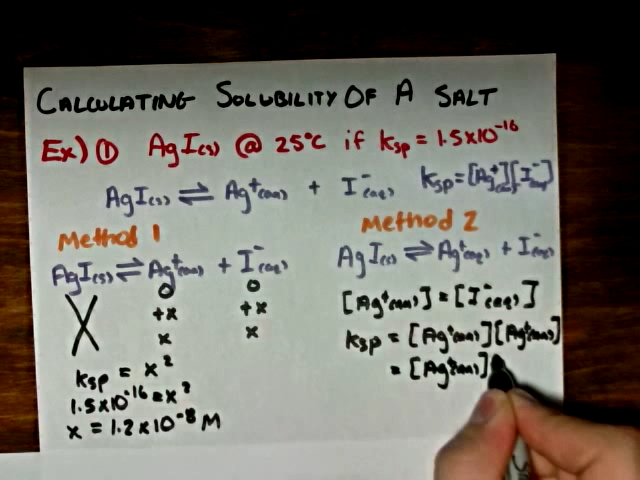 CALCULATING SOLUBILITY OF A SALT
Ex) ① AgI(s) @ 25°C if ksp = 1.5x10⁻¹⁶
AgI(s) ⇌ Ag⁺(aq) + I⁻(aq) ksp = [Ag⁺(aq)][I⁻(aq)]
Method 1
AgI(s) ⇌ Ag⁺(aq) + I⁻(aq)
0 0
+x +x
x x
ksp = x²
1.5x10⁻¹⁶ = x²
x = 1.2x10⁻⁸ M
Method 2
AgI(s) ⇌ Ag⁺(aq) + I⁻(aq)
[Ag⁺(aq)] = [I⁻(aq)]
ksp = [Ag⁺(aq)][Ag⁺(aq)]
= [Ag⁺(aq)]